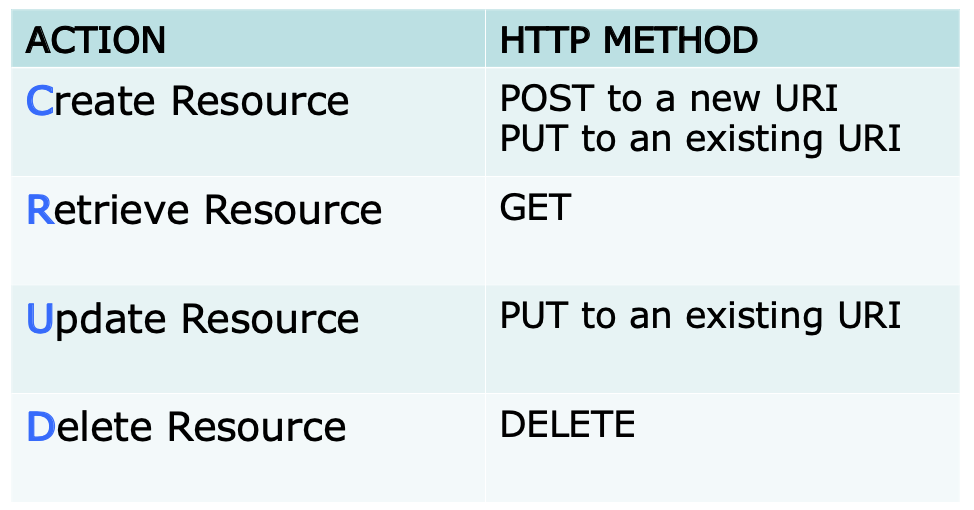 ACTION HTTP METHOD
Create Resource POST to a new URI
PUT to an existing URI
Retrieve Resource GET
Update Resource PUT to an existing URI
Delete Resource DELETE